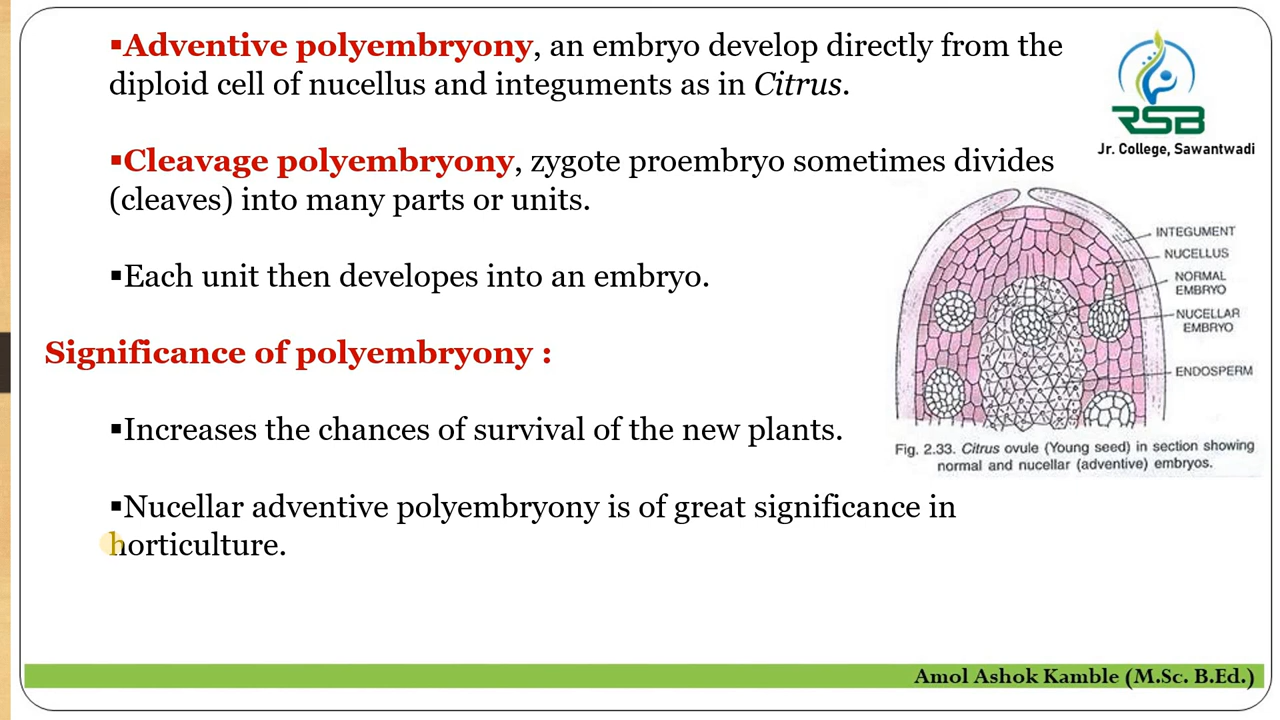 ▪Adventive polyembryony, an embryo develop directly from the
diploid cell of nucellus and integuments as in Citrus.
▪Cleavage polyembryony, zygote proembryo sometimes divides
(cleaves) into many parts or units.
▪Each unit then developes into an embryo.
Significance of polyembryony :
▪Increases the chances of survival of the new plants.
▪Nucellar adventive polyembryony is of great significance in
horticulture.
RSB
Jr. College, Sawantwadi
INTEGUMENT
NUCELLUS
NORMAL
EMBRYO
NUCELLAR
EMBRYO
ENDOSPERM
Fig. 2.33. Citrus ovule (Young seed) in section showing
normal and nucellar (adventive) embryos.
Amol Ashok Kamble (M.Sc. B.Ed.)